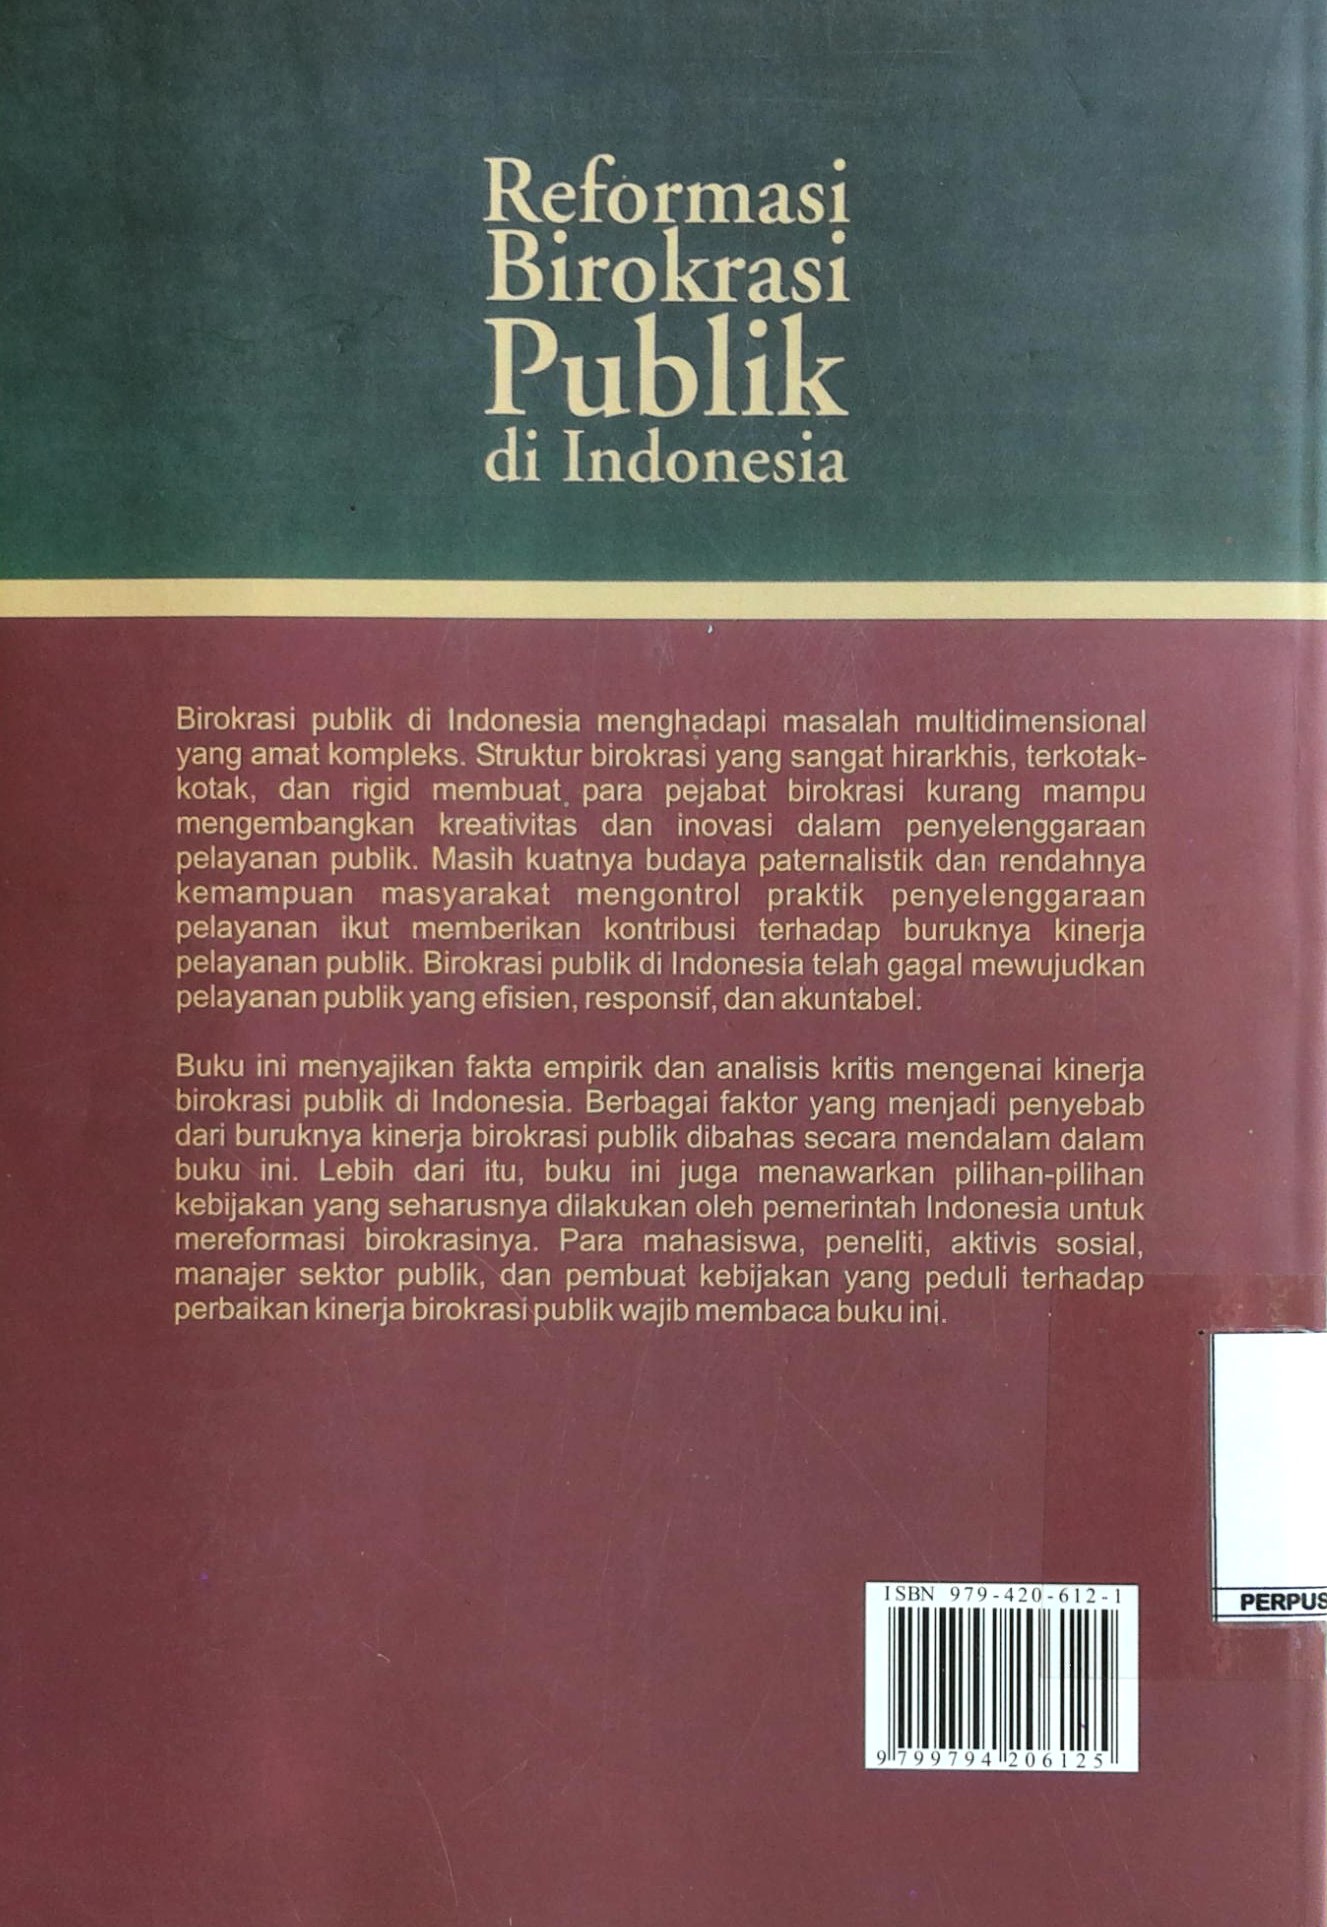 Reformasi
Birokrasi
Publik
di Indonesia
Birokrasi publik di Indonesia menghadapi masalah multidimensional
yang amat kompleks. Struktur birokrasi yang sangat hirarkhis, terkotak-
kotak, dan rigid membuat para pejabat birokrasi kurang mampu
mengembangkan kreativitas dan inovasi dalam penyelenggaraan
pelayanan publik. Masih kuatnya budaya paternalistik dan rendahnya
kemampuan masyarakat mengontrol praktik penyelenggaraan
pelayanan ikut memberikan kontribusi terhadap buruknya kinerja
pelayanan publik. Birokrasi publik di Indonesia telah gagal mewujudkan
pelayanan publik yang efisien, responsif, dan akuntabel.
Buku ini menyajikan fakta empirik dan analisis kritis mengenai kinerja
birokrasi publik di Indonesia. Berbagai faktor yang menjadi penyebab
dari buruknya kinerja birokrasi publik dibahas secara mendalam dalam
buku ini. Lebih dari itu, buku ini juga menawarkan pilihan-pilihan
kebijakan yang seharusnya dilakukan oleh pemerintah Indonesia untuk
mereformasi birokrasinya. Para mahasiswa, peneliti, aktivis sosial,
manajer sektor publik, dan pembuat kebijakan yang peduli terhadap
perbaikan kinerja birokrasi publik wajib membaca buku ini.
PERPUS
ISBN 979-420-612-1
9 799794 206125